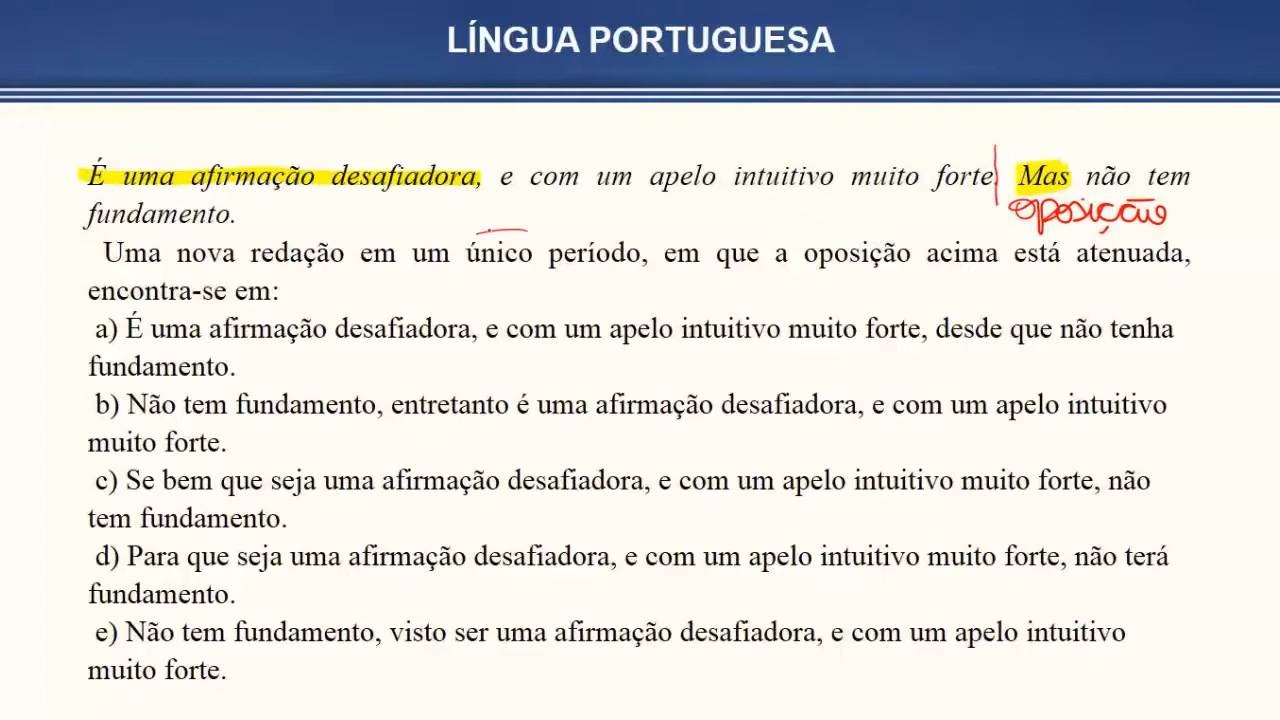 LÍNGUA PORTUGUESA
É uma afirmação desafiadora, e com um apelo intuitivo muito forte. Mas não tem
oposição
fundamento.
Uma nova redação em um único período, em que a oposição acima está atenuada,
encontra-se em:
a) É uma afirmação desafiadora, e com um apelo intuitivo muito forte, desde que não tenha
fundamento.
b) Não tem fundamento, entretanto é uma afirmação desafiadora, e com um apelo intuitivo
muito forte.
c) Se bem que seja uma afirmação desafiadora, e com um apelo intuitivo muito forte, não
tem fundamento.
d) Para que seja uma afirmação desafiadora, e com um apelo intuitivo muito forte, não terá
fundamento.
e) Não tem fundamento, visto ser uma afirmação desafiadora, e com um apelo intuitivo
muito forte.